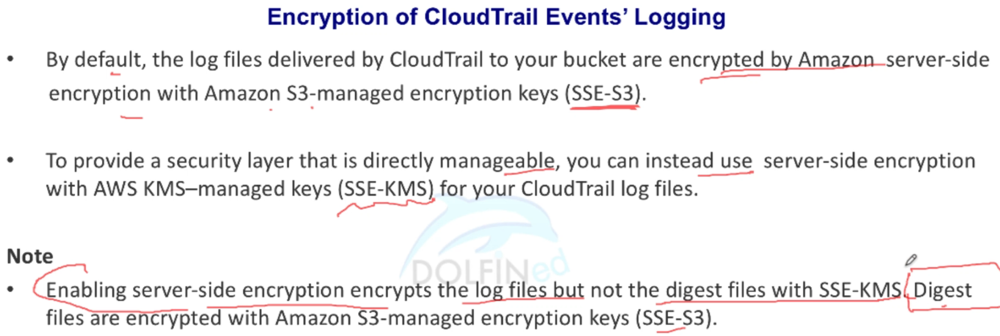 Encryption of CloudTrail Events’ Logging
• By default, the log files delivered by CloudTrail to your bucket are encrypted by Amazon server-side
encryption with Amazon S3-managed encryption keys (SSE-S3).
• To provide a security layer that is directly manageable, you can instead use server-side encryption
with AWS KMS–managed keys (SSE-KMS) for your CloudTrail log files.
DOLFINed
Note
• Enabling server-side encryption encrypts the log files but not the digest files with SSE-KMS. Digest
files are encrypted with Amazon S3-managed encryption keys (SSE-S3).